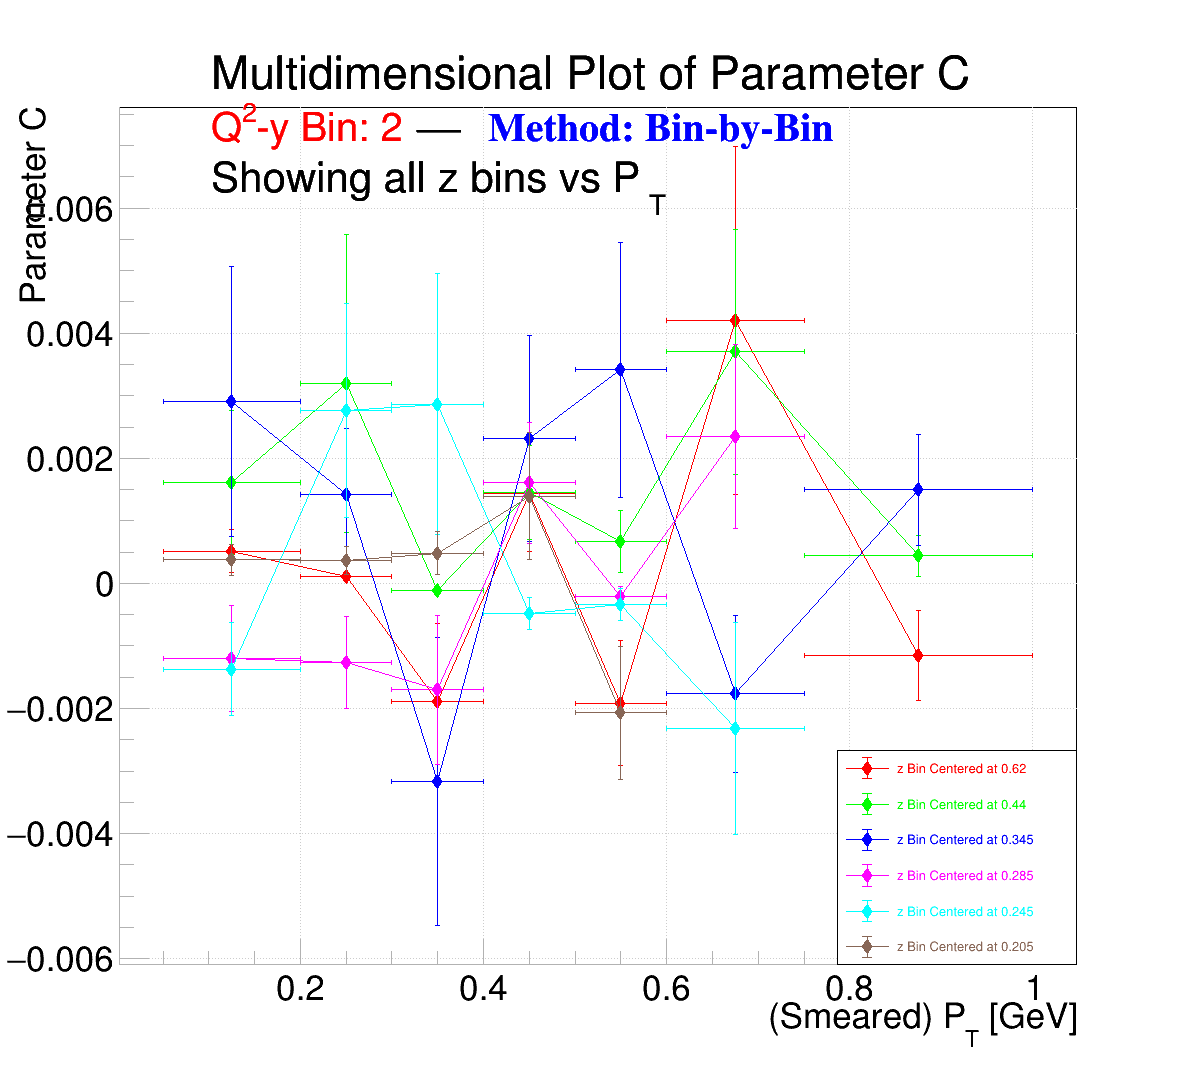 Multidimensional Plot of Parameter C
Q2-y Bin: 2 — Method: Bin-by-Bin
Showing all z bins vs PT
Parameter C
0.006
0.004
0.002
0
−0.002
−0.004
−0.006
z Bin Centered at 0.62
z Bin Centered at 0.44
z Bin Centered at 0.345
z Bin Centered at 0.285
z Bin Centered at 0.245
z Bin Centered at 0.205
0.2 0.4 0.6 0.8 1
(Smeared) PT [GeV]